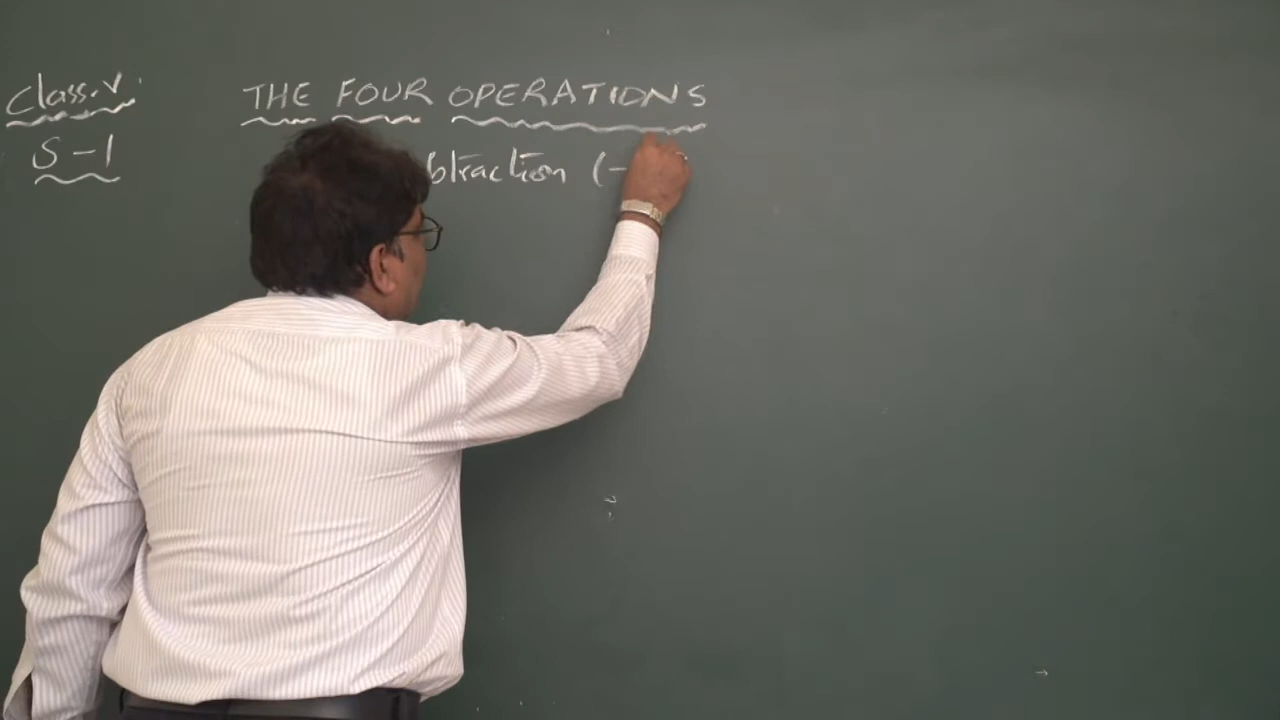 Class. V
THE FOUR OPERATIONS
S-1
btraction (-